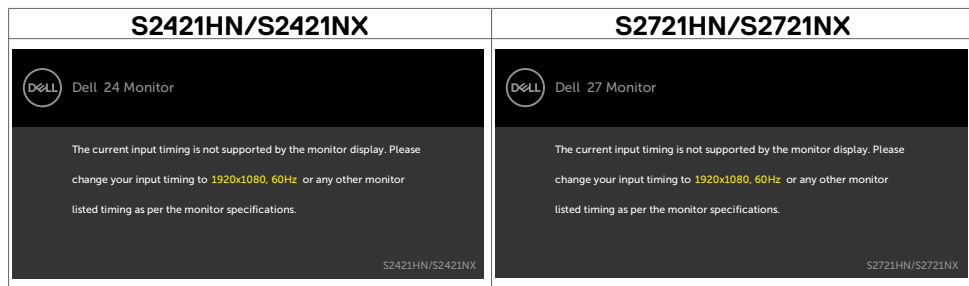 S2421HN/S2421NX
S2721HN/S2721NX
DELL
Dell 24 Monitor
The current input timing is not supported by the monitor display. Please
change your input timing to 1920x1080, 60Hz or any other monitor
listed timing as per the monitor specifications.
S2421HN/S2421NX
DELL
Dell 27 Monitor
The current input timing is not supported by the monitor display. Please
change your input timing to 1920x1080, 60Hz or any other monitor
listed timing as per the monitor specifications.
S2721HN/S2721NX